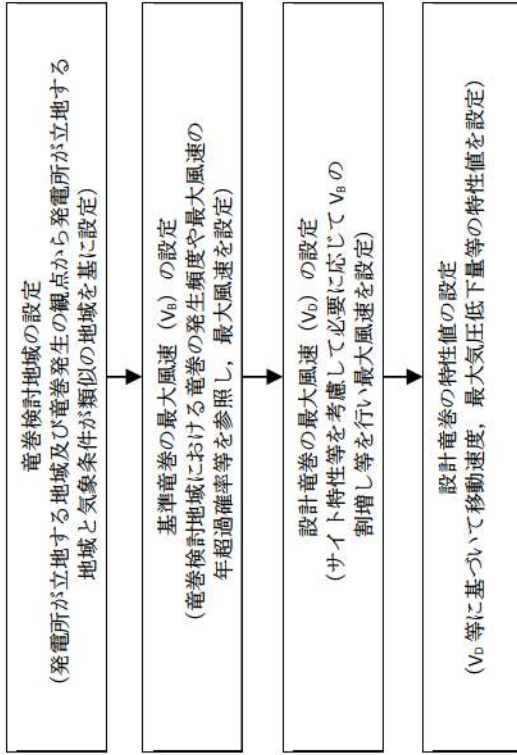 竜巻検討地域の設定
(発電所が立地する地域及び竜巻発生の観点から発電所が立地する
地域と気象条件が類似の地域を基に設定)
基準竜巻の最大風速（VB）の設定
(竜巻検討地域における竜巻の発生頻度や最大風速の
年超過確率等を参照し，最大風速を設定)
設計竜巻の最大風速（VD）の設定
(サイト特性等を考慮して必要に応じて VB の
割増し等を行い最大風速を設定)
設計竜巻の特性値の設定
(VD 等に基づいて移動速度，最大気圧低下量等の特性値を設定)